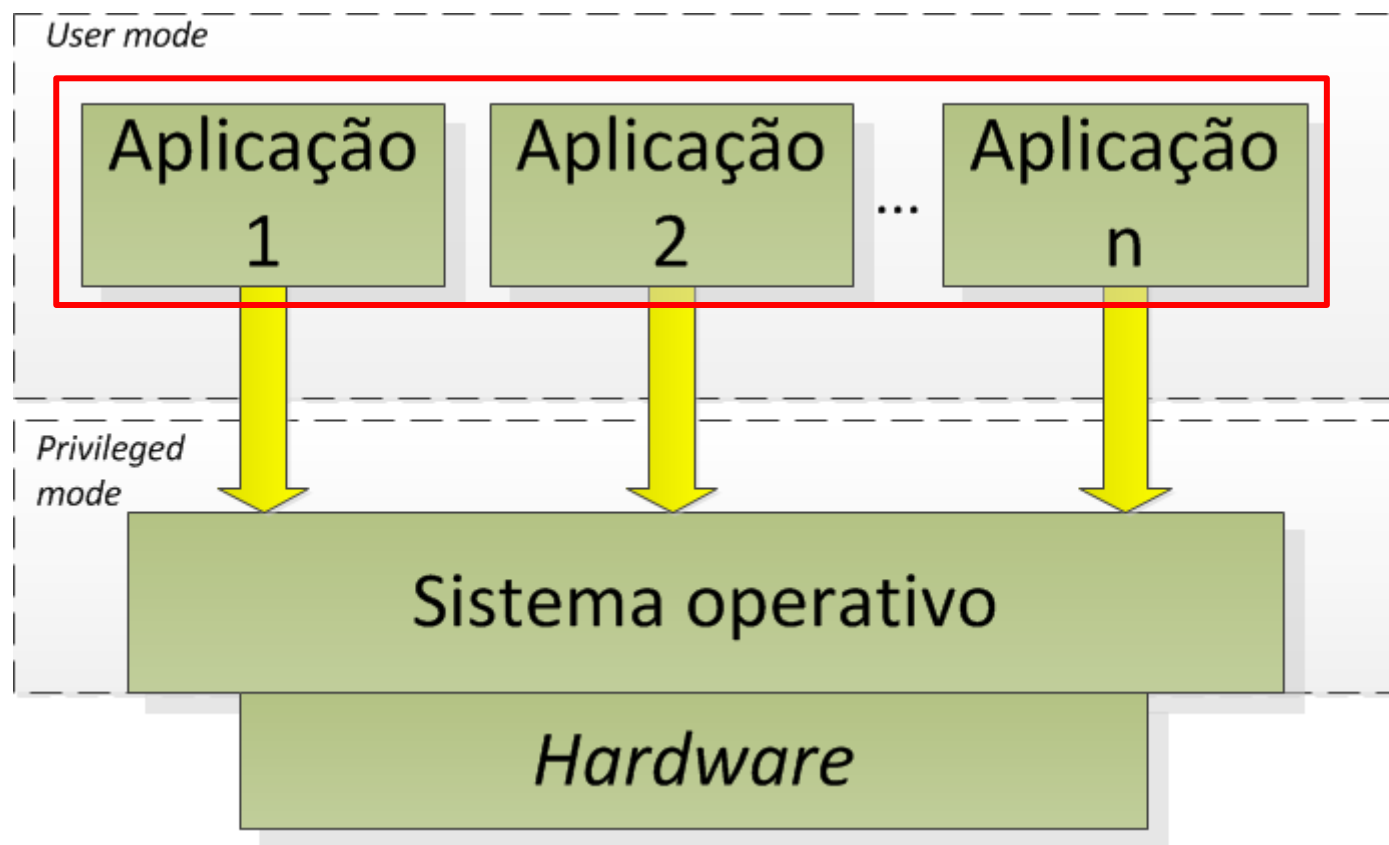 User mode
Aplicação
1
Aplicação
2
...
Aplicação
n
Privileged
mode
Sistema operativo
Hardware